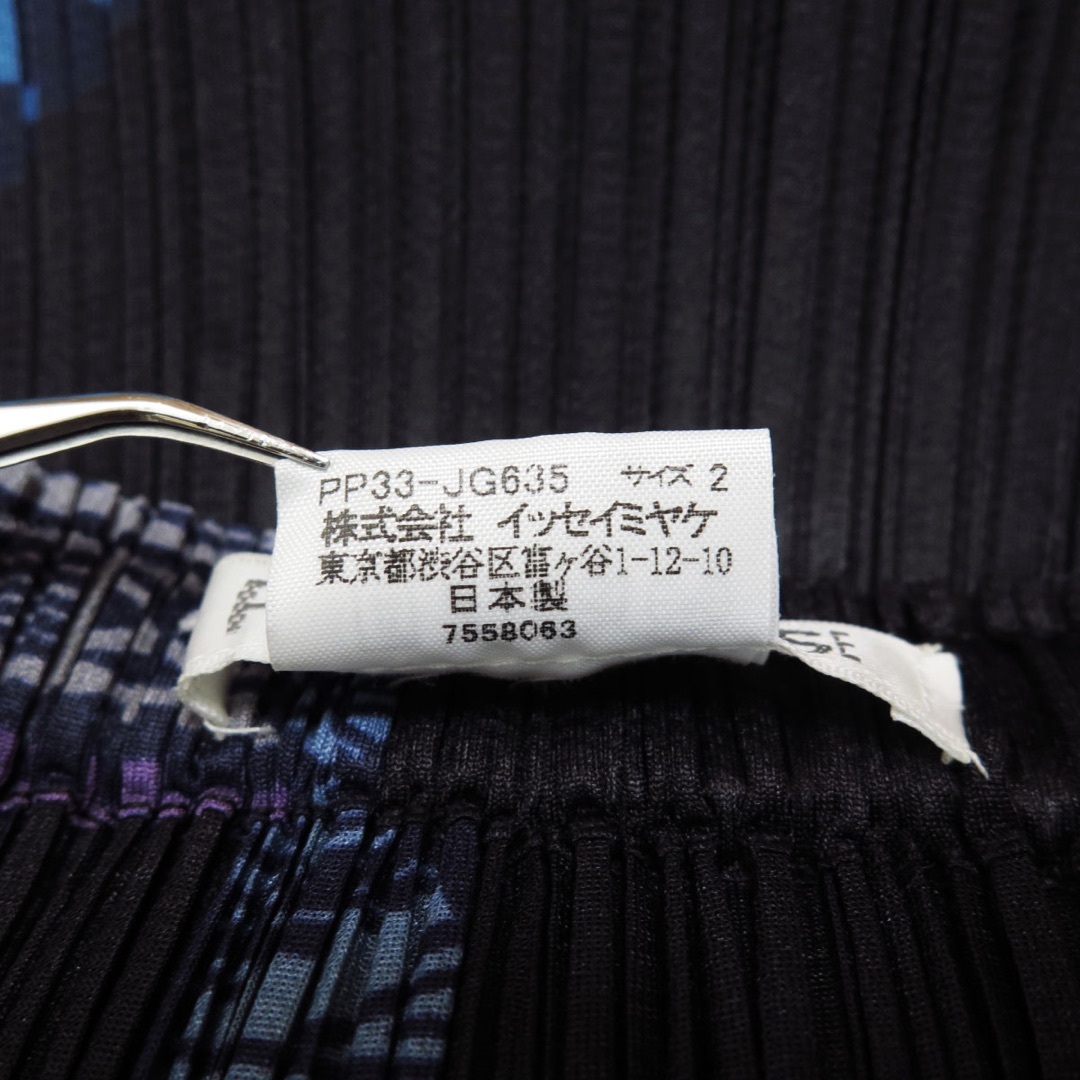 PP33-JG635 サイズ 2
株式会社 イッセイミヤケ
東京都渋谷区富ヶ谷1-12-10
日本製
7558063